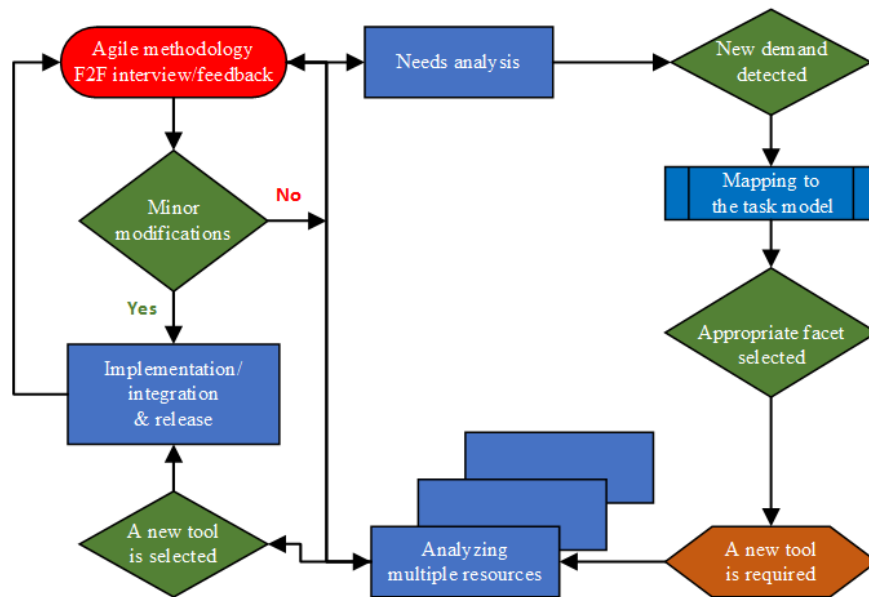 Agile methodology
F2F interview/feedback
Needs analysis
New demand
detected
Mapping to
the task model
Minor
modifications
No
Yes
Appropriate facet
selected
Implementation/
integration
& release
A new tool
is selected
Analyzing
multiple resources
A new tool
is required